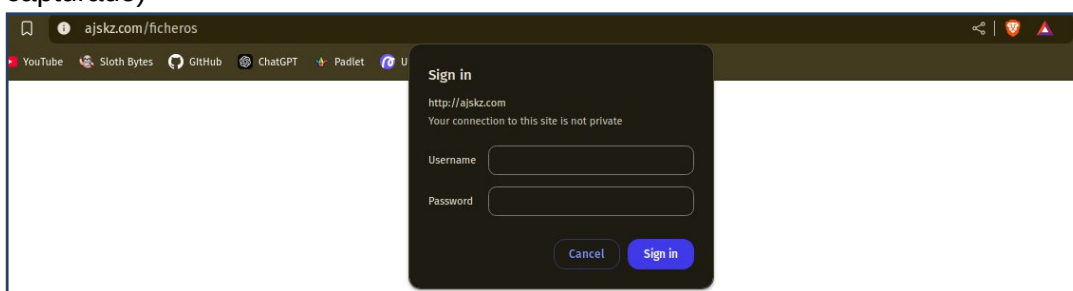 capturado)
ajskz.com/ficheros
YouTube Sloth Bytes GitHub ChatGPT Padlet U
Sign in
http://ajskz.com
Your connection to this site is not private
Username
Password
Cancel Sign in